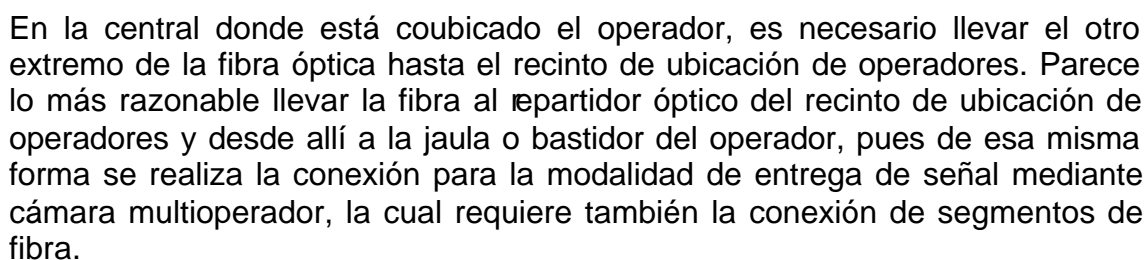 En la central donde está coubicado el operador, es necesario llevar el otro
extremo de la fibra óptica hasta el recinto de ubicación de operadores. Parece
lo más razonable llevar la fibra al repartidor óptico del recinto de ubicación de
operadores y desde allí a la jaula o bastidor del operador, pues de esa misma
forma se realiza la conexión para la modalidad de entrega de señal mediante
cámara multioperador, la cual requiere también la conexión de segmentos de
fibra.